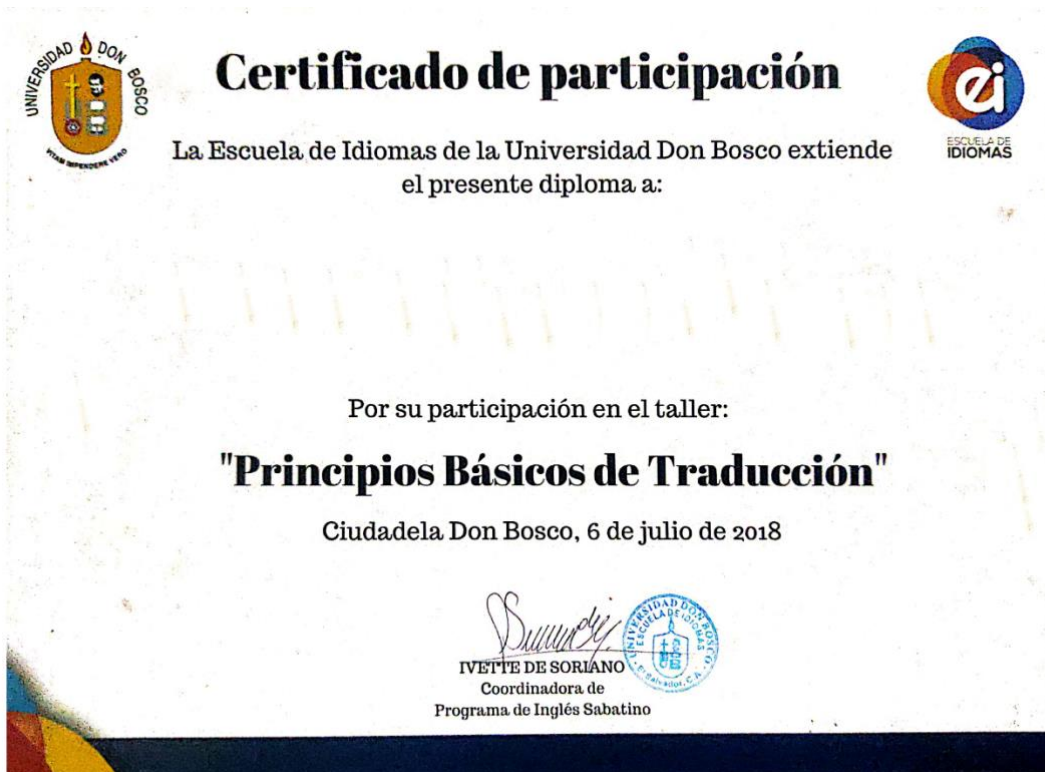 UNIVERSIDAD DON BOSCO
VITAM IMPENDERE VERO
ei
ESCUELA DE
IDIOMAS
Certificado de participación
La Escuela de Idiomas de la Universidad Don Bosco extiende
el presente diploma a:
Por su participación en el taller:
"Principios Básicos de Traducción"
Ciudadela Don Bosco, 6 de julio de 2018
UNIVERSIDAD DON BOSCO
ESCUELA DE IDIOMAS
El Salvador, C.A.
IVETTE DE SORIANO
Coordinadora de
Programa de Inglés Sabatino